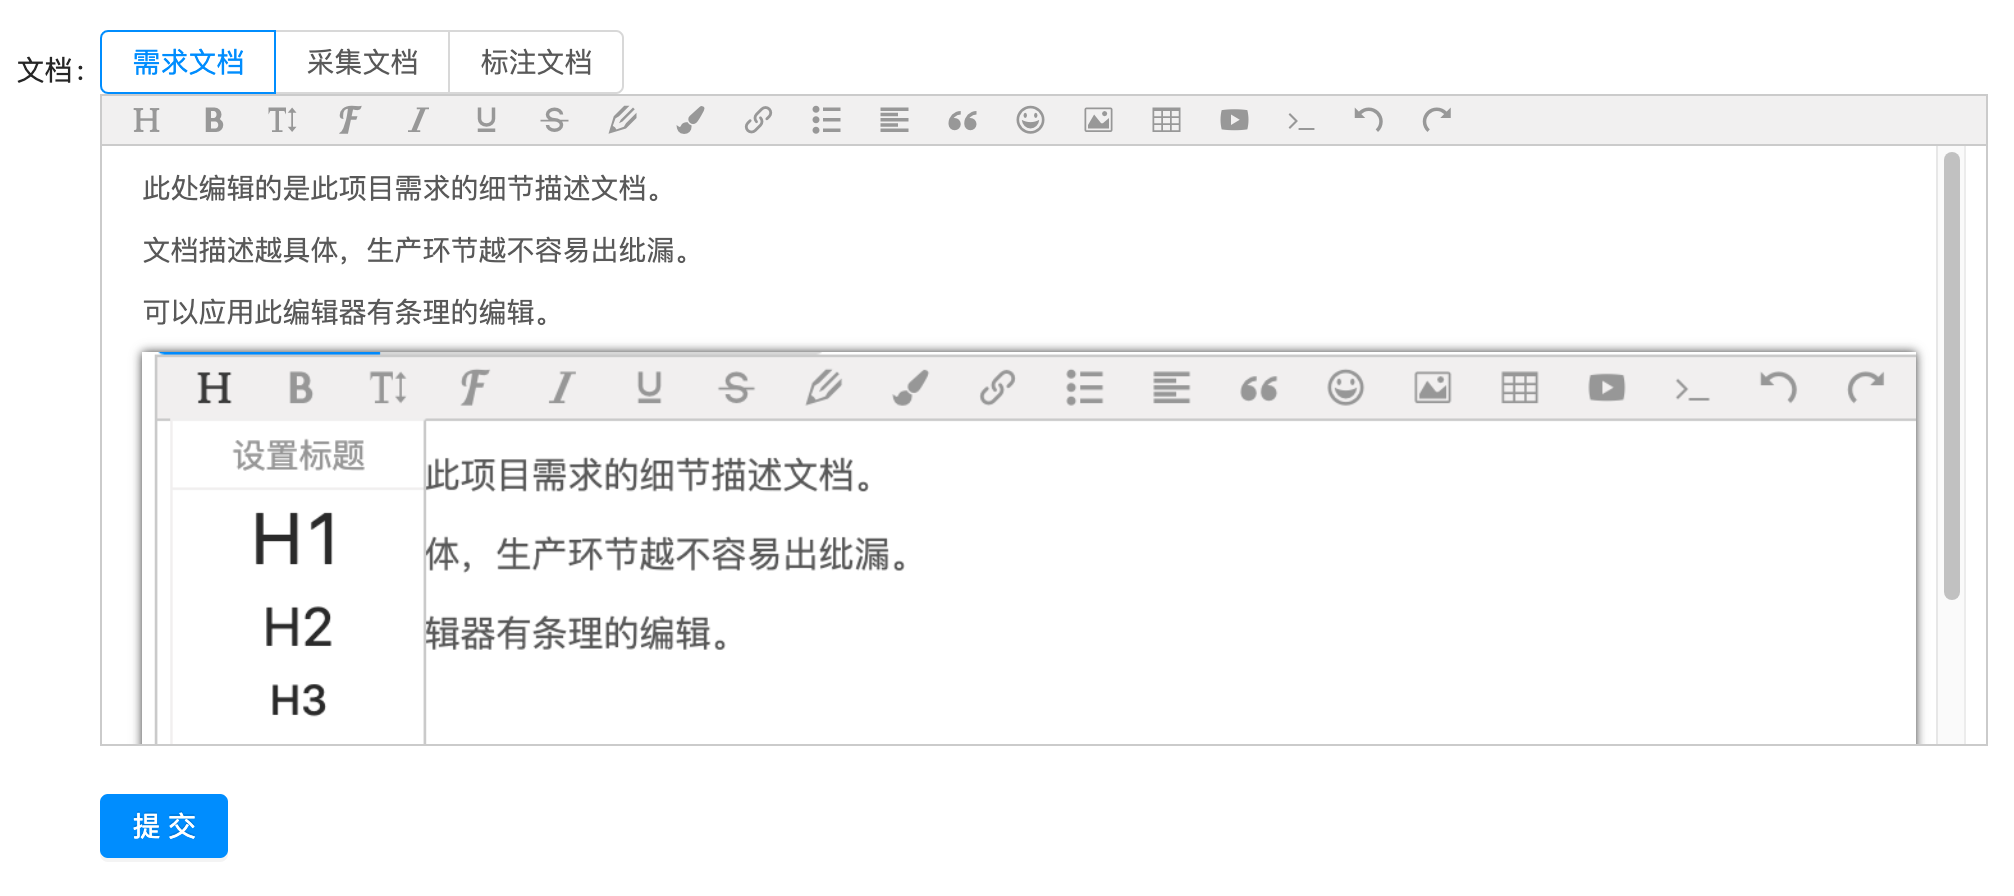 文档：
需求文档 采集文档 标注文档
H B T F I U S
此处编辑的是此项目需求的细节描述文档。
文档描述越具体，生产环节越不容易出纰漏。
可以应用此编辑器有条理的编辑。
H B T F I U S
设置标题
此项目需求的细节描述文档。
H1
体，生产环节越不容易出纰漏。
H2
辑器有条理的编辑。
H3
提 交